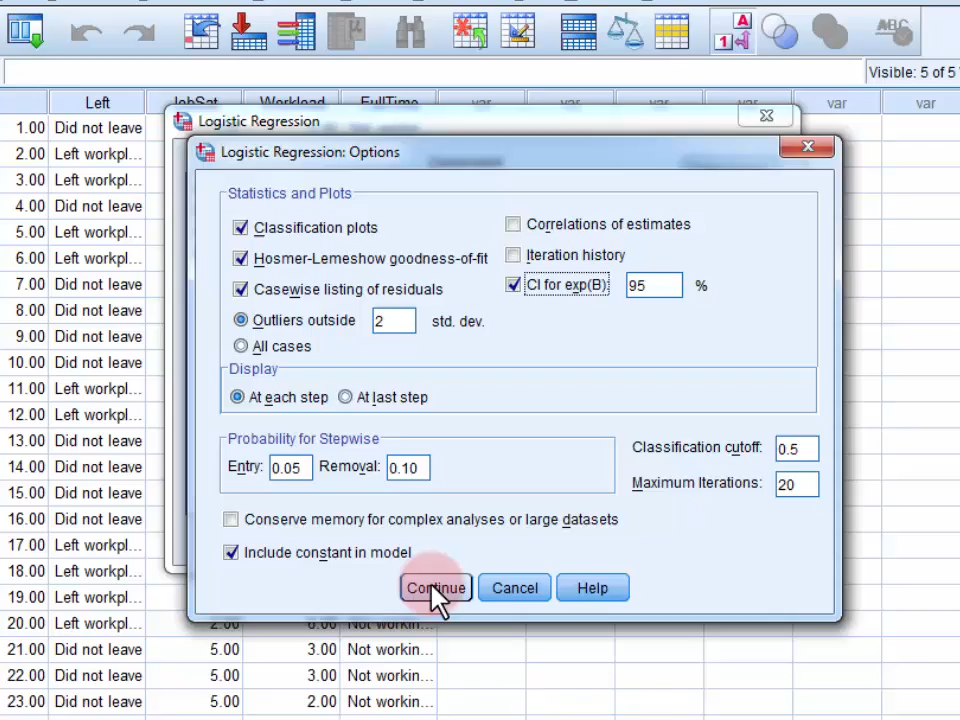 A
1
ABC
Visible: 5 of 5
Left JobSat Workload FullTime var var var var var var
Logistic Regression
Logistic Regression: Options
Statistics and Plots
Classification plots
Correlations of estimates
Hosmer-Lemeshow goodness-of-fit
Iteration history
Casewise listing of residuals
CI for exp(B): 95 %
Outliers outside 2 std. dev.
All cases
Display
At each step At last step
Probability for Stepwise
Entry: 0.05 Removal: 0.10
Classification cutoff: 0.5
Maximum Iterations: 20
Conserve memory for complex analyses or large datasets
Include constant in model
Continue Cancel Help
1.00 Did not leave
2.00 Left workpl...
3.00 Did not leave
4.00 Did not leave
5.00 Left workpl...
6.00 Left workpl...
7.00 Did not leave
8.00 Did not leave
9.00 Did not leave
10.00 Did not leave
11.00 Left workpl...
12.00 Left workpl...
13.00 Did not leave
14.00 Did not leave
15.00 Did not leave
16.00 Did not leave
17.00 Left workpl...
18.00 Left workpl...
19.00 Left workpl...
20.00 Left workpl... 2.00 6.00 Not workin...
21.00 Did not leave 5.00 3.00 Not workin...
22.00 Did not leave 5.00 3.00 Not workin...
23.00 Did not leave 5.00 2.00 Not workin...